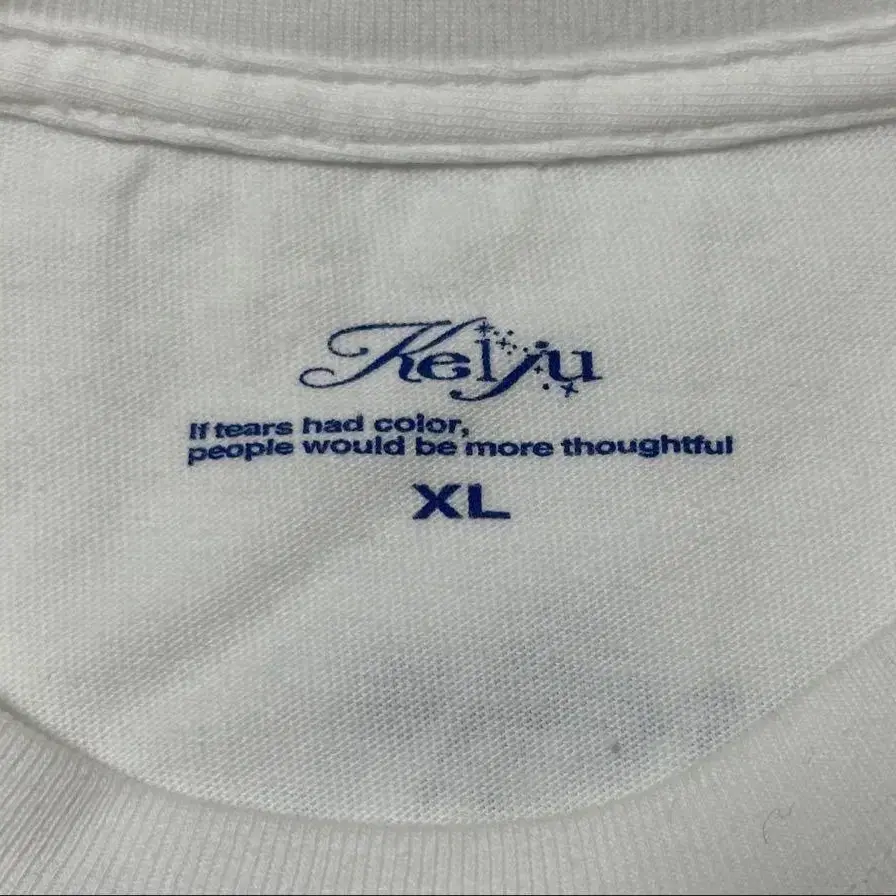 Keiju
If tears had color,
people would be more thoughtful
XL